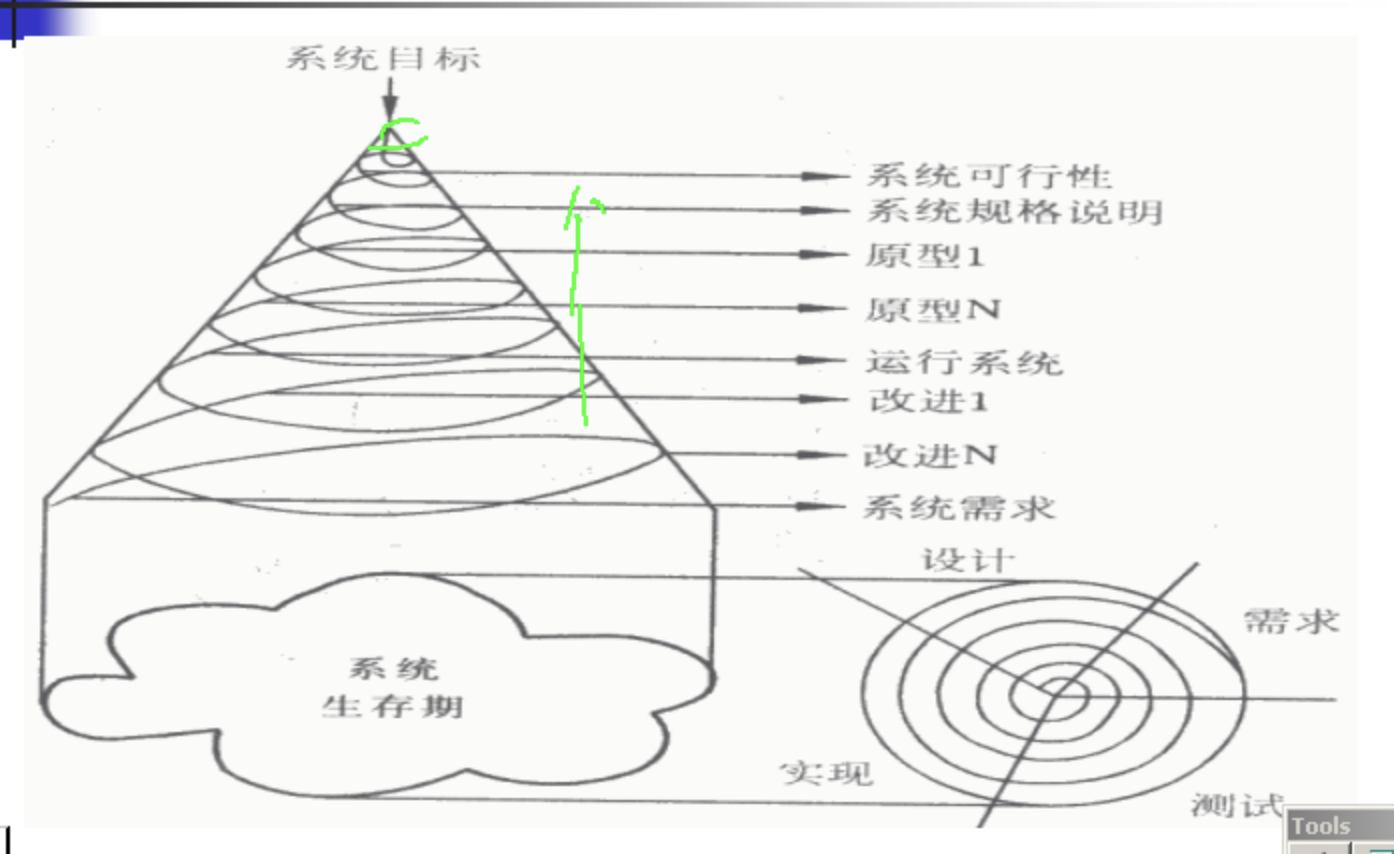 系统目标
系统可行性
系统规格说明
原型1
原型N
运行系统
改进1
改进N
系统需求
设计
需求
系统
生存期
实现
测试
Tools